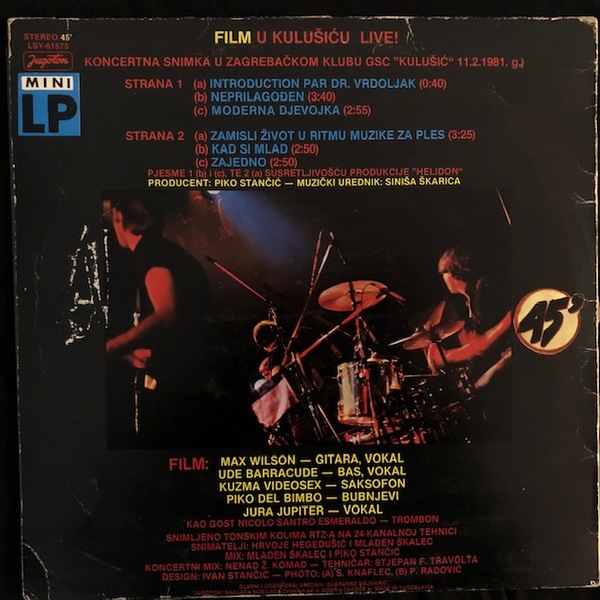 STEREO 45'
LSY-61575
Jugoton
MINI
LP
FILM U KULUŠIĆU LIVE!
KONCERTNA SNIMKA U ZAGREBAČKOM KLUBU GSC "KULUŠIĆ" 11.2.1981. g.)
STRANA 1 (a) INTRODUCTION PAR DR. VRDOLJAK (0:40)
(b) NEPRILAGOĐEN (3:40)
(c) MODERNA DJEVOJKA (2:55)
STRANA 2 (a) ZAMISLI ŽIVOT U RITMU MUZIKE ZA PLES (3:25)
(b) KAD SI MLAD (2:50)
(c) ZAJEDNO (2:50)
PJESME 1 (b) i (c), TE 2 (a) SUSRETLJIVOŠĆU PRODUKCIJE "HELIDON"
PRODUCENT: PIKO STANČIĆ — MUZIČKI UREDNIK: SINIŠA ŠKARICA
45'
FILM: MAX WILSON — GITARA, VOKAL
UDE BARRACUDE — BAS, VOKAL
KUZMA VIDEOSEX — SAKSOFON
PIKO DEL BIMBO — BUBNJEVI
JURA JUPITER — VOKAL
KAO GOST NICOLO SANTRO ESMERALDO — TROMBON
SNIMLJENO TONSKIM KOLIMA RTZ-A NA 24-KANALNOJ TEHNICI
SNIMATELJI: HRVOJE HEGEDUŠIĆ I MLADEN ŠKALEC
MIX: MLADEN ŠKALEC I PIKO STANČIĆ
KONCERTNI MIX: NENAD Ž. KOMAD — TEHNIČAR: STJEPAN F. TRAVOLTA
DESIGN: IVAN STANČIĆ — PHOTO: (A) S. KNAFLEC, (B) P. RADOVIĆ